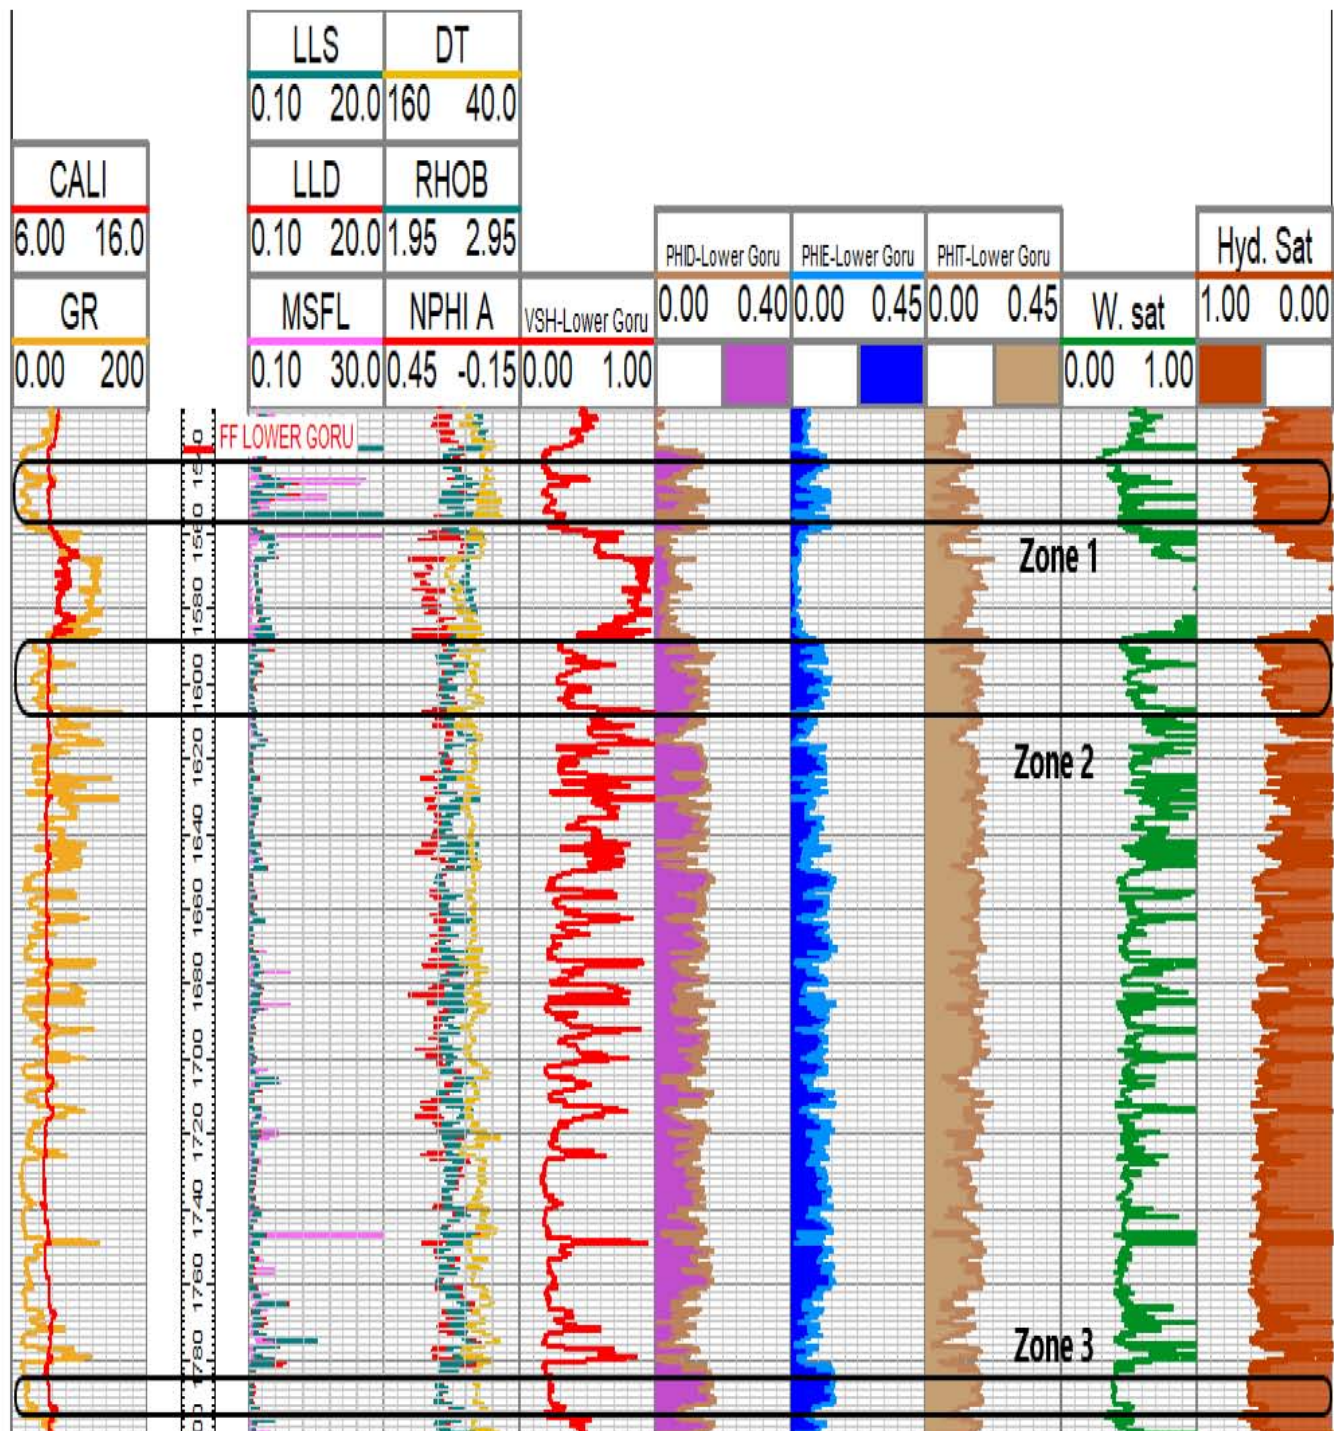 LLS DT
0.10 20.0 160 40.0
CALI LLD RHOB
6.00 16.0 0.10 20.0 1.95 2.95
PHID-Lower Goru PHIE-Lower Goru PHIT-Lower Goru Hyd. Sat
GR MSFL NPHI A VSH-Lower Goru 0.00 0.40 0.00 0.45 0.00 0.45 W. sat 1.00 0.00
0.00 200 0.10 30.0 0.45 -0.15 0.00 1.00 0.00 1.00
FF LOWER GORU
1540
1560
Zone 1
1580
1600
1620
Zone 2
1640
1660
1680
1700
1720
1740
1760
Zone 3
1780